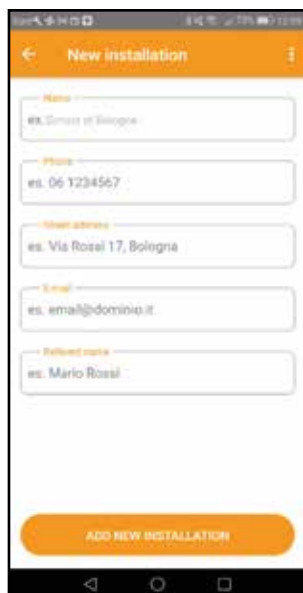 New installation
Name
es.
Phone
es. 06 1234567
Street address
es. Via Rossi 17, Bologna
E-mail
es. email@dominio.it
Referent name
es. Mario Rossi
ADD NEW INSTALLATION